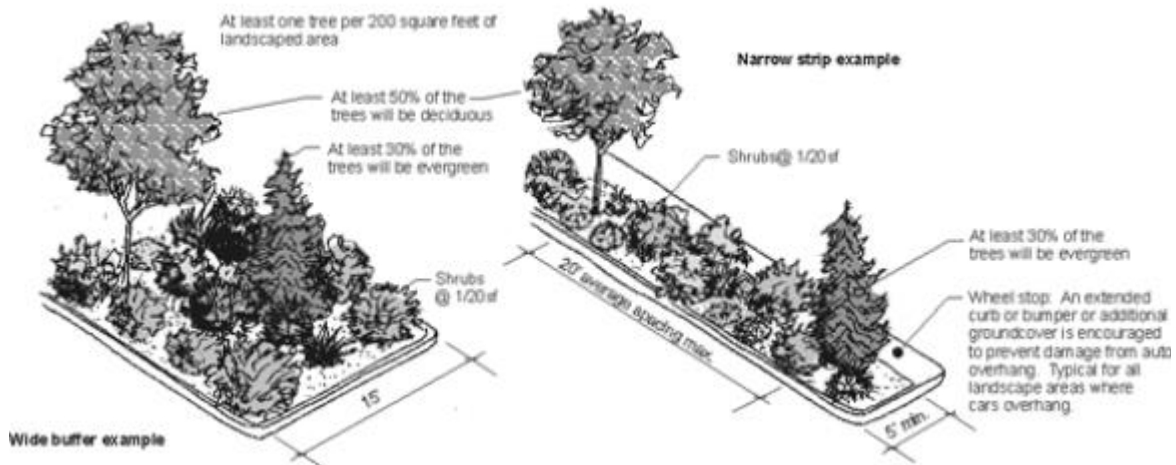 At least one tree per 200 square feet of
landscaped area
At least 50% of the
trees will be deciduous
At least 30% of the
trees will be evergreen
Shrubs
@ 1/20sf
15'
Wide buffer example
Narrow strip example
Shrubs@ 1/20 sf
20' average spacing max.
At least 30% of the
trees will be evergreen
Wheel stop: An extended
curb or bumper or additional
groundcover is encouraged
to prevent damage from auto
overhang. Typical for all
landscape areas where
cars overhang.
5' min.